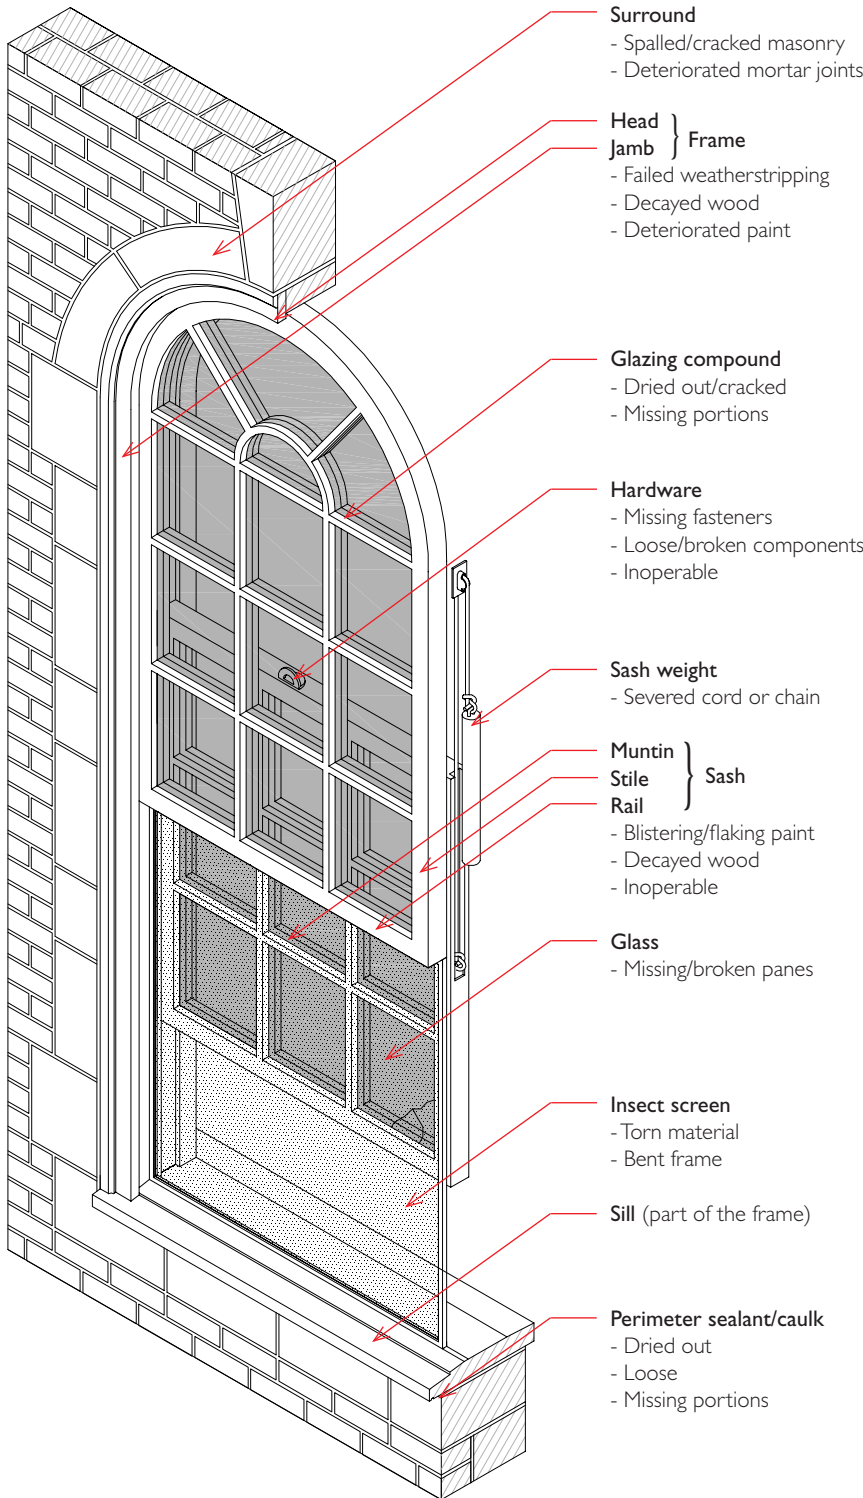 Surround
- Spalled/cracked masonry
- Deteriorated mortar joints
Head
Jamb
Frame
- Failed weatherstripping
- Decayed wood
- Deteriorated paint
Glazing compound
- Dried out/cracked
- Missing portions
Hardware
- Missing fasteners
- Loose/broken components
- Inoperable
Sash weight
- Severed cord or chain
Muntin
Stile
Rail
Sash
- Blistering/flaking paint
- Decayed wood
- Inoperable
Glass
- Missing/broken panes
Insect screen
- Torn material
- Bent frame
Sill (part of the frame)
Perimeter sealant/caulk
- Dried out
- Loose
- Missing portions